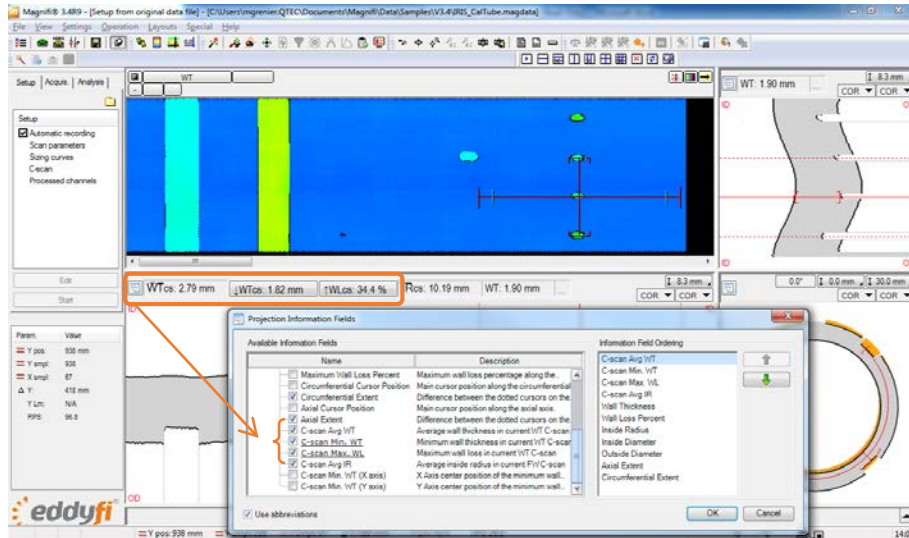 Magnifi® 3.4R9 - [Setup from original data file] - [C:\Users\mgrenier.QTEC\Documents\Magnifi\Data\Samples\V3.4\IRIS_CalTube.magdata]
File View Settings Operation Layouts Special Help
Setup | Acquis. | Analysis |
WT
WT: 1.90 mm ...
8.3 mm
COR COR
Setup
Automatic recording
Scan parameters
Sizing curves
C-scan
Processed channels
ID
OD
ID
Edit
Start
WTcs: 2.79 mm ↓WTcs: 1.82 mm ↑WLcs: 34.4 % Rcs: 10.19 mm WT: 1.90 mm ...
8.3 mm
COR COR
0.0° 0.0 mm 30.0 mm
COR COR
Param. Value
Y pos: 938 mm
Y smpl: 938
X smpl: 67
Δ Y: 418 mm
Y Lm: N/A
RPS: 96.8
Projection Information Fields
Available Information Fields
Name Description
Maximum Wall Loss Percent Maximum wall loss percentage along the..
Circumferential Cursor Position Main cursor position along the circumferential
Circumferential Extent Difference between the dotted cursors on the
Axial Cursor Position Main cursor position along the axial axis.
Axial Extent Difference between the dotted cursors on the
C-scan Avg WT Average wall thickness in current WT C-scan
C-scan Min. WT Minimum wall thickness in current WT C-scan
C-scan Max. WL Maximum wall loss in current WT C-scan
C-scan Avg IR Average inside radius in current FW C-scan
C-scan Min. WT (X axis) X Axis center position of the minimum wall..
C-scan Min. WT (Y axis) Y Axis center position of the minimum wall..
Information Field Ordering
C-scan Avg WT
C-scan Min. WT
C-scan Max. WL
C-scan Avg IR
Wall Thickness
Wall Loss Percent
Inside Radius
Inside Diameter
Outside Diameter
Axial Extent
Circumferential Extent
Use abbreviations
OK Cancel
OD
eddyfi
Y pos: 938 mm
14:0